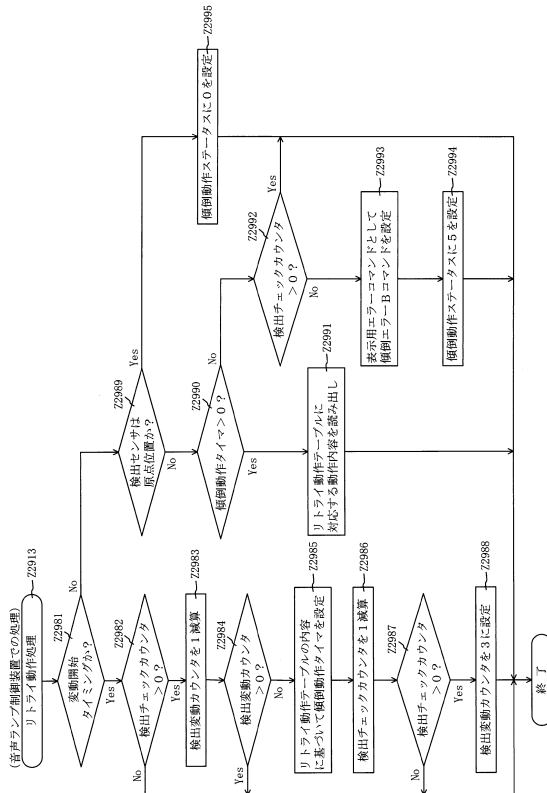 (音声ランプ制御装置での処理)
リトライ動作処理
Z2913
Z2981
変動開始
タイミングか?
No
Yes
Z2982
検出チェックカウンタ
>0?
No
Yes
Z2983
検出変動カウンタを1減算
Z2984
検出変動カウンタ
>0?
Yes
No
Z2985
リトライ動作テーブルの内容
に基づいて傾倒動作タイマを設定
Z2986
検出チェックカウンタを1減算
Z2987
検出チェックカウンタ
>0?
No
Yes
Z2988
検出変動カウンタを3に設定
Z2989
検出センサは
原点位置か?
Yes
No
Z2990
傾倒動作タイマ>0?
No
Yes
Z2991
リトライ動作テーブルに
対応する動作内容を読み出し
Z2992
検出チェックカウンタ
>0?
Yes
No
Z2993
表示用エラーコマンドとして
傾倒エラーBコマンドを設定
Z2994
傾倒動作ステータスに5を設定
Z2995
傾倒動作ステータスに0を設定
終了